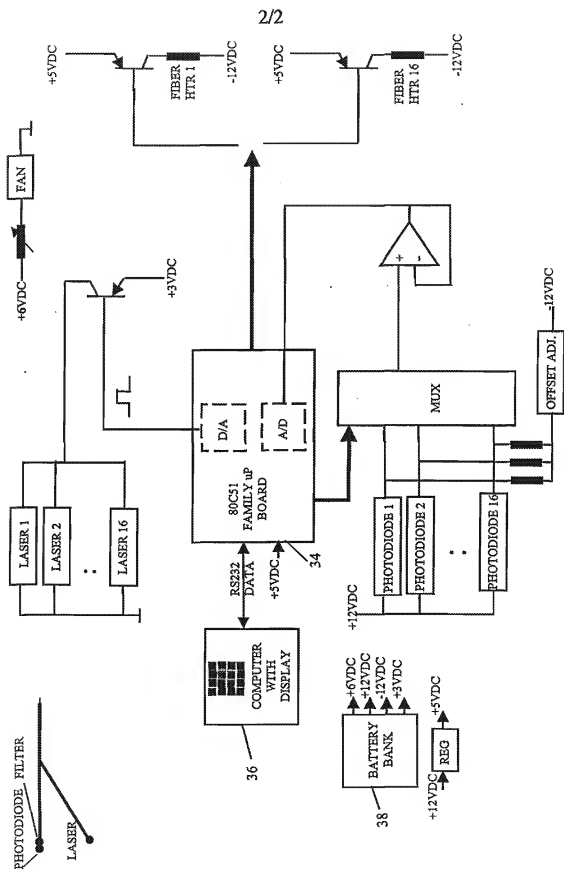 2/2
PHOTODIODE FILTER
LASER
LASER 1
LASER 2
:
LASER 16
+6VDC
FAN
+3VDC
+5VDC
FIBER
HTR 1
-12VDC
+5VDC
FIBER
HTR 16
-12VDC
COMPUTER
WITH
DISPLAY
36
RS232
DATA
+5VDC
80C51
FAMILY uP
BOARD
D/A
A/D
34
+
-
BATTERY
BANK
38
+6VDC
+12VDC
-12VDC
+3VDC
+12VDC
REG
+5VDC
+12VDC
PHOTODIODE 1
PHOTODIODE 2
:
PHOTODIODE 16
MUX
OFFSET ADJ.
-12VDC